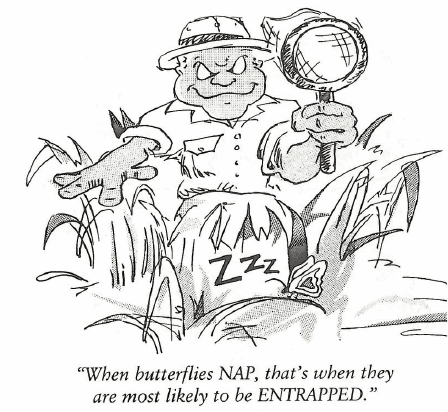 Zzz
"When butterflies NAP, that's when they
are most likely to be ENTRAPPED."